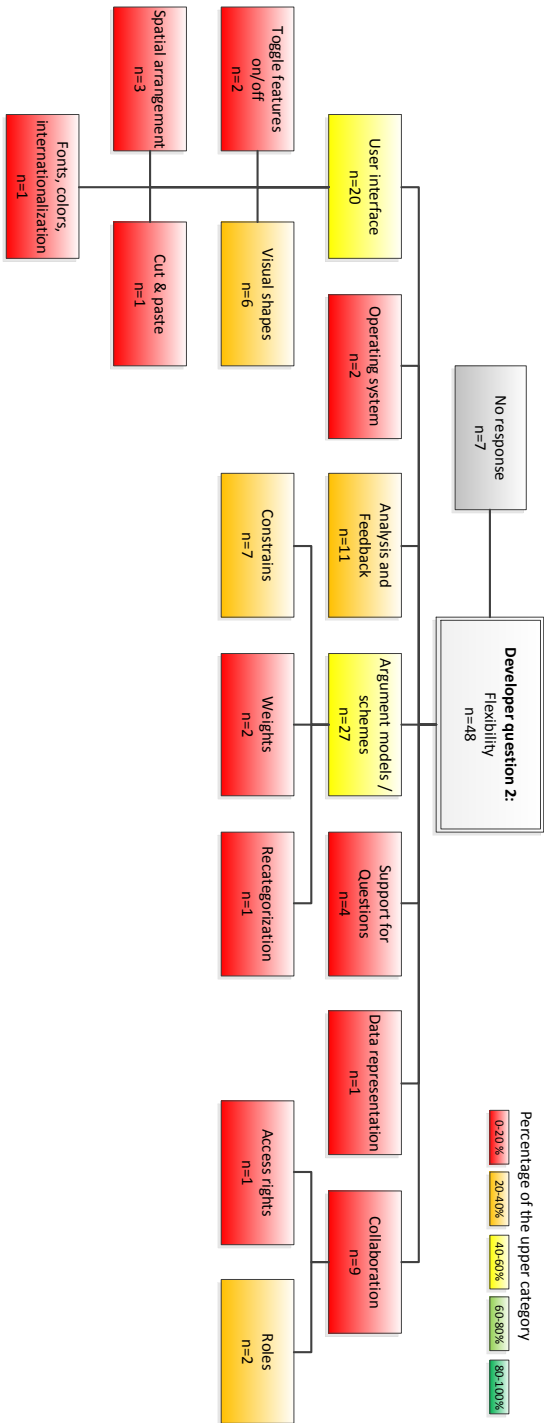 Developer question 2:
Flexibility
n=48
No response
n=7
Percentage of the upper category
0-20 %
20-40%
40-60%
60-80%
80-100%
User interface
n=20
Operating system
n=2
Analysis and
Feedback
n=11
Argument models /
schemes
n=27
Support for
Questions
n=4
Data representation
n=1
Collaboration
n=9
Toggle features
on/off
n=2
Visual shapes
n=6
Spatial arrangement
n=3
Cut & paste
n=1
Fonts, colors,
internationalization
n=1
Constrains
n=7
Weights
n=2
Recategorization
n=1
Access rights
n=1
Roles
n=2